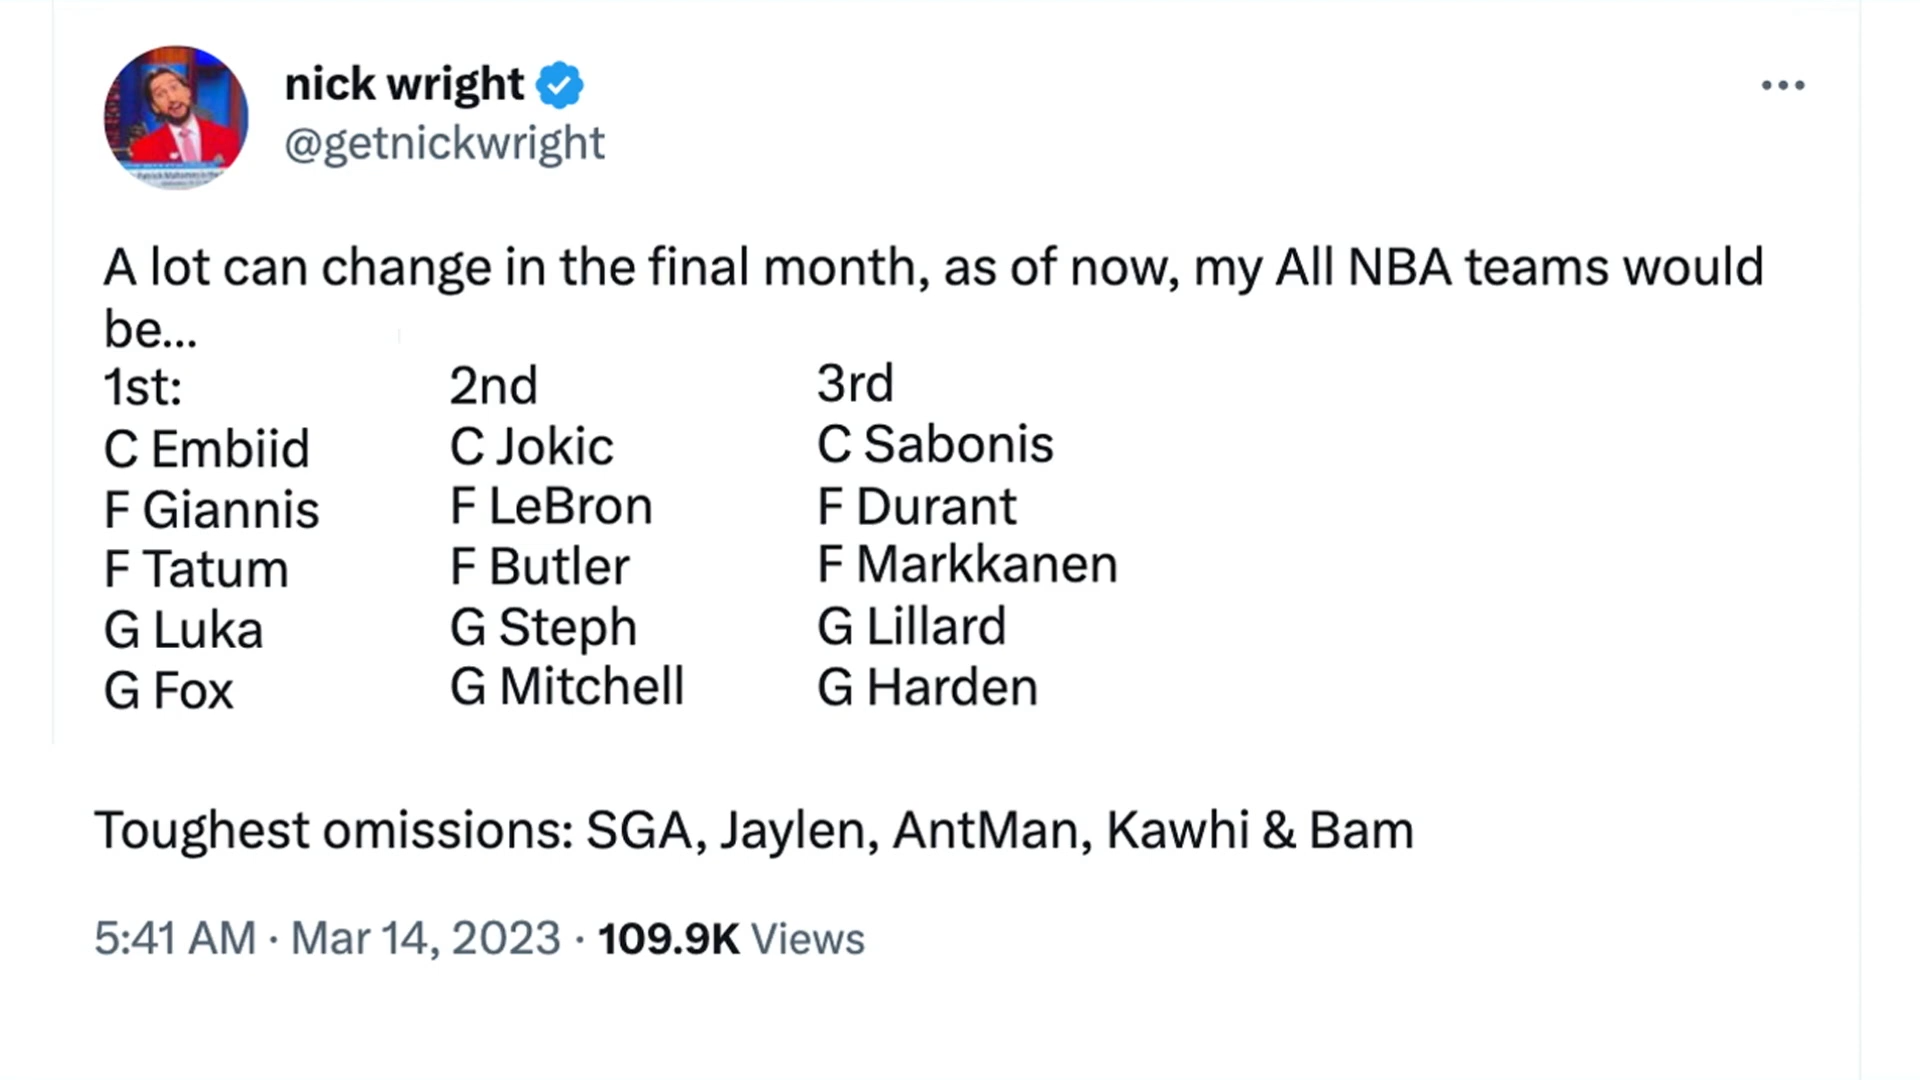 nick wright
@getnickwright
A lot can change in the final month, as of now, my All NBA teams would
be...
1st:
C Embiid
F Giannis
F Tatum
G Luka
G Fox
2nd
C Jokic
F LeBron
F Butler
G Steph
G Mitchell
3rd
C Sabonis
F Durant
F Markkanen
G Lillard
G Harden
Toughest omissions: SGA, Jaylen, AntMan, Kawhi & Bam
5:41 AM · Mar 14, 2023 · 109.9K Views